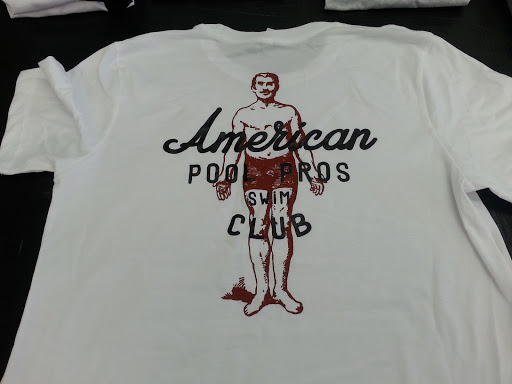 American
POOL PROS
SWIM
CLUB